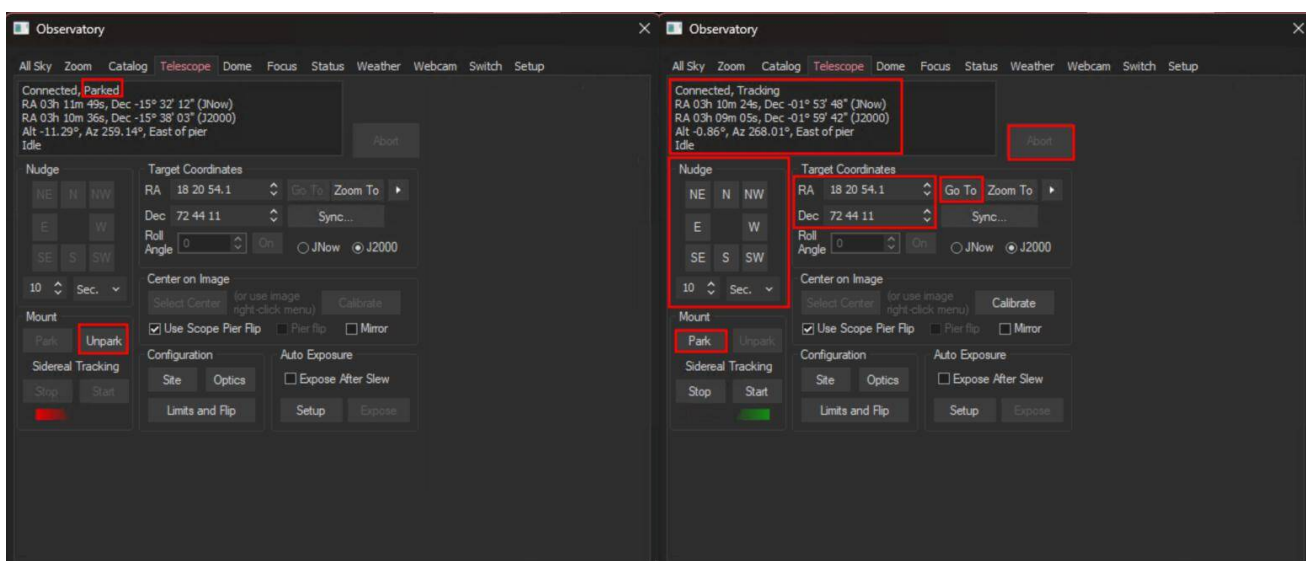 Observatory
All Sky Zoom Catalog Telescope Dome Focus Status Weather Webcam Switch Setup
Connected, Parked
RA 03h 11m 49s, Dec -15° 32' 12" (JNow)
RA 03h 10m 36s, Dec -15° 38' 03" (J2000)
Alt -11.29°, Az 259.14°, East of pier
Idle
Abort
Nudge
NE N NW
E W
SE S SW
10 Sec.
Target Coordinates
RA 18 20 54.1 Go To Zoom To
Dec 72 44 11 Sync...
Roll
Angle 0 On JNow J2000
Center on Image
Select Center (or use image
right-click menu) Calibrate
Use Scope Pier Flip Pier flip Mirror
Mount
Park Unpark
Sidereal Tracking
Stop Start
Configuration
Site Optics
Limits and Flip
Auto Exposure
Expose After Slew
Setup Expose
Observatory
All Sky Zoom Catalog Telescope Dome Focus Status Weather Webcam Switch Setup
Connected, Tracking
RA 03h 10m 24s, Dec -01° 53' 48" (JNow)
RA 03h 09m 05s, Dec -01° 59' 42" (J2000)
Alt -0.86°, Az 268.01°, East of pier
Idle
Abort
Nudge
NE N NW
E W
SE S SW
10 Sec.
Target Coordinates
RA 18 20 54.1 Go To Zoom To
Dec 72 44 11 Sync...
Roll
Angle 0 On JNow J2000
Center on Image
Select Center (or use image
right-click menu) Calibrate
Use Scope Pier Flip Pier flip Mirror
Mount
Park Unpark
Sidereal Tracking
Stop Start
Configuration
Site Optics
Limits and Flip
Auto Exposure
Expose After Slew
Setup Expose